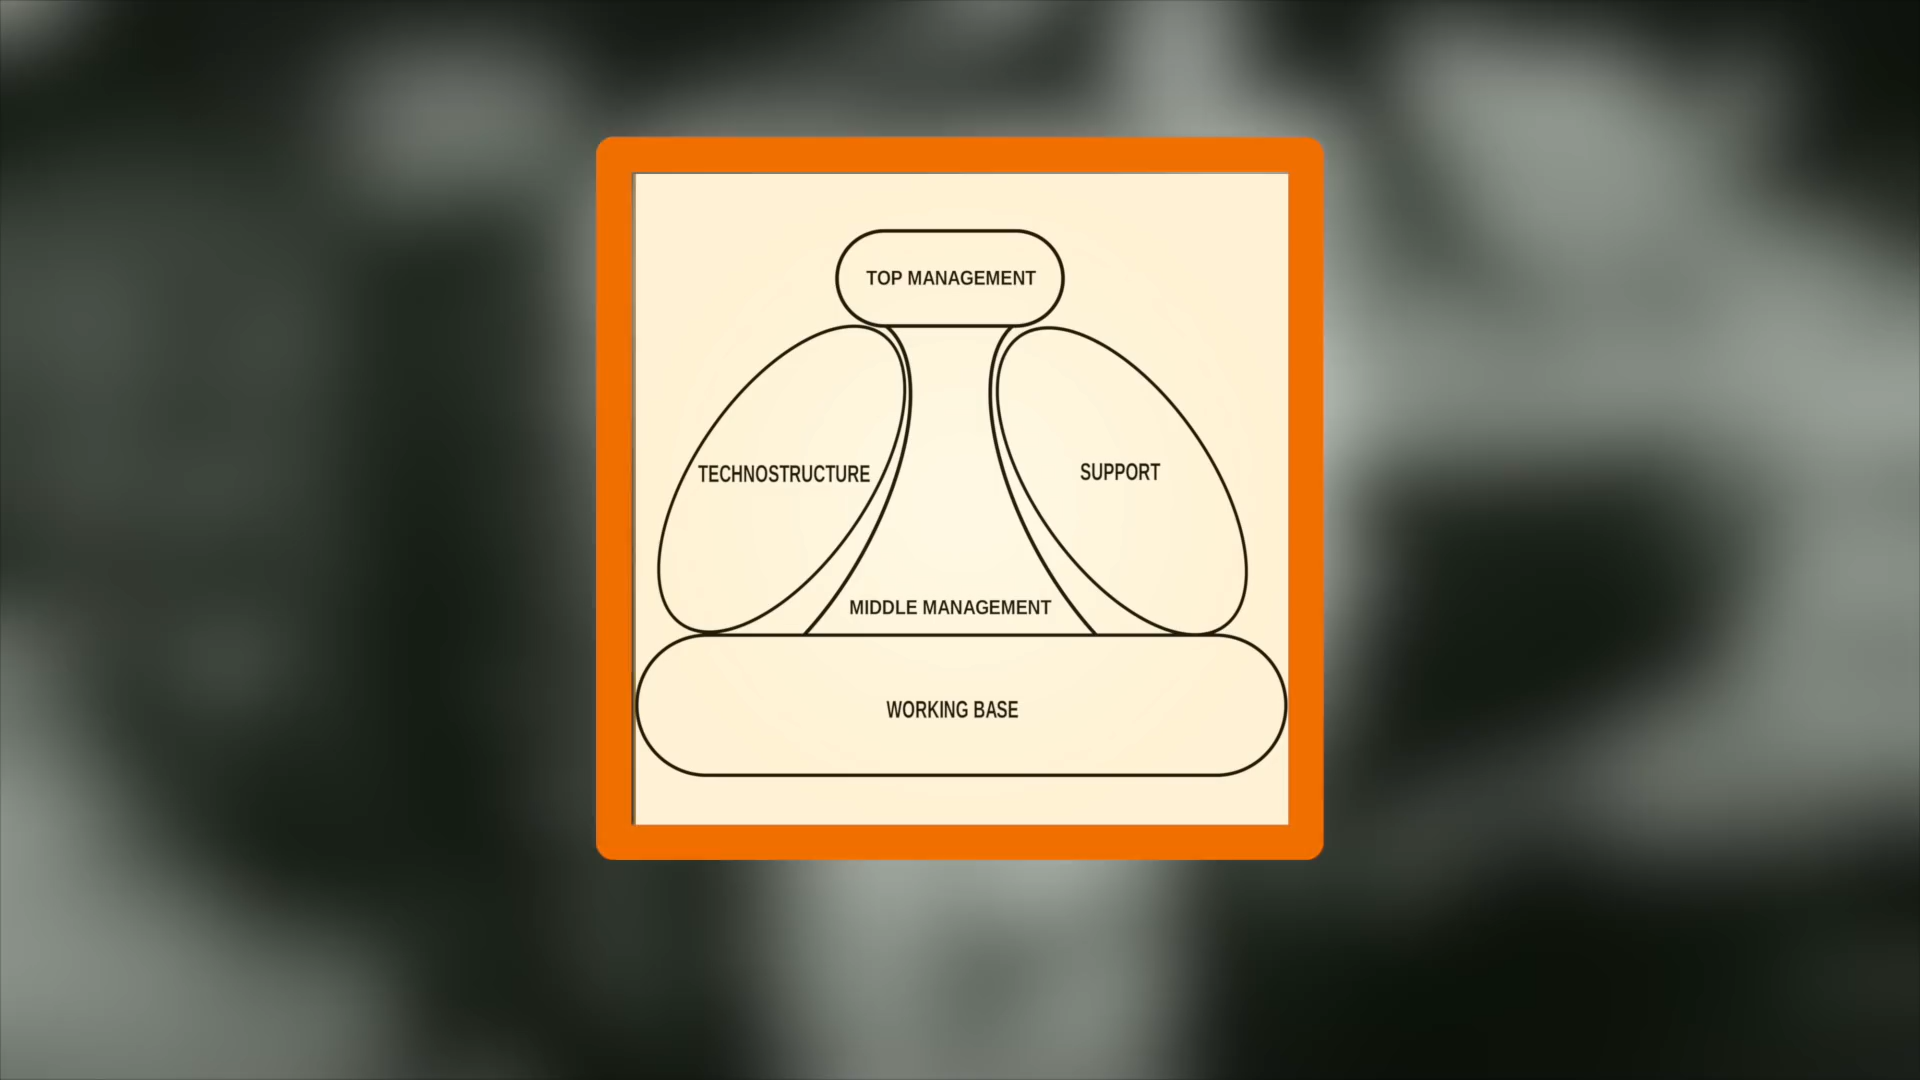 TOP MANAGEMENT
TECHNOSTRUCTURE
SUPPORT
MIDDLE MANAGEMENT
WORKING BASE